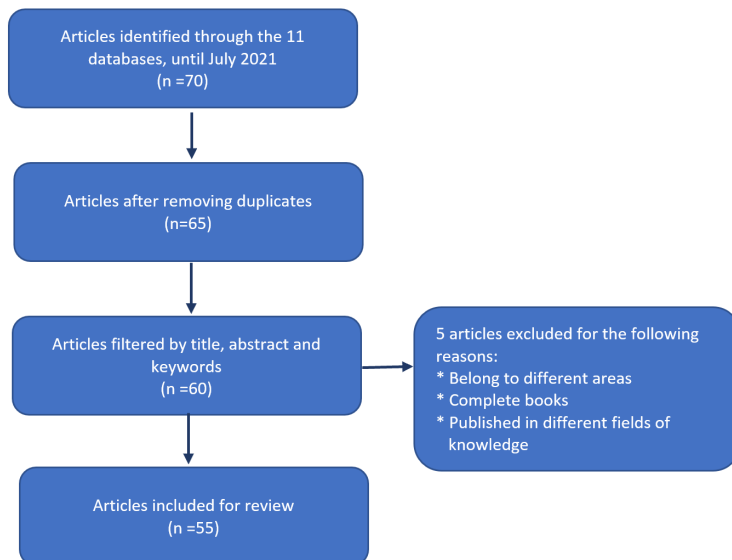 Articles identified through the 11
databases, until July 2021
(n =70)
Articles after removing duplicates
(n=65)
Articles filtered by title, abstract and
keywords
(n =60)
5 articles excluded for the following
reasons:
* Belong to different areas
* Complete books
* Published in different fields of
knowledge
Articles included for review
(n =55)